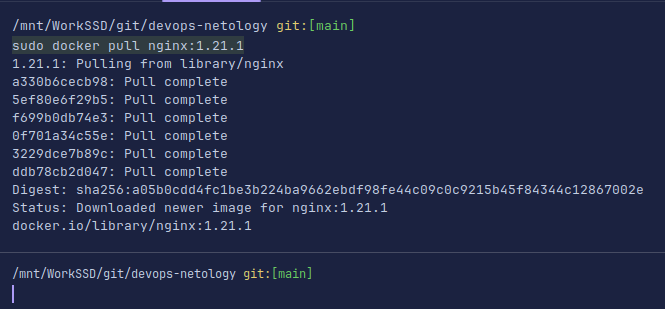 /mnt/WorkSSD/git/devops-netology git:[main]
sudo docker pull nginx:1.21.1
1.21.1: Pulling from library/nginx
a330b6cecb98: Pull complete
5ef80e6f29b5: Pull complete
f699b0db74e3: Pull complete
0f701a34c55e: Pull complete
3229dce7b89c: Pull complete
ddb78cb2d047: Pull complete
Digest: sha256:a05b0cdd4fc1be3b224ba9662ebdf98fe44c09c0c9215b45f84344c12867002e
Status: Downloaded newer image for nginx:1.21.1
docker.io/library/nginx:1.21.1
/mnt/WorkSSD/git/devops-netology git:[main]